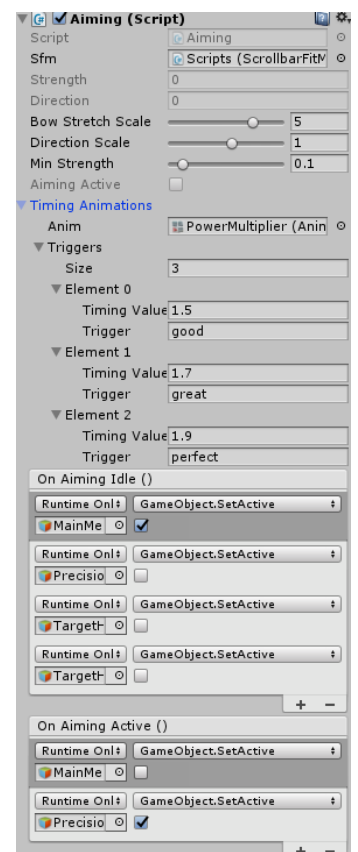 Aiming (Script)
Script Aiming
Sfm Scripts (ScrollbarFitM
Strength 0
Direction 0
Bow Stretch Scale 5
Direction Scale 1
Min Strength 0.1
Aiming Active
Timing Animations
Anim PowerMultiplier (Anin
Triggers
Size 3
Element 0
Timing Value 1.5
Trigger good
Element 1
Timing Value 1.7
Trigger great
Element 2
Timing Value 1.9
Trigger perfect
On Aiming Idle ()
Runtime Onl GameObject.SetActive
MainMe
Runtime Onl GameObject.SetActive
Precisio
Runtime Onl GameObject.SetActive
TargetH
Runtime Onl GameObject.SetActive
TargetH
+ −
On Aiming Active ()
Runtime Onl GameObject.SetActive
MainMe
Runtime Onl GameObject.SetActive
Precisio
+ −